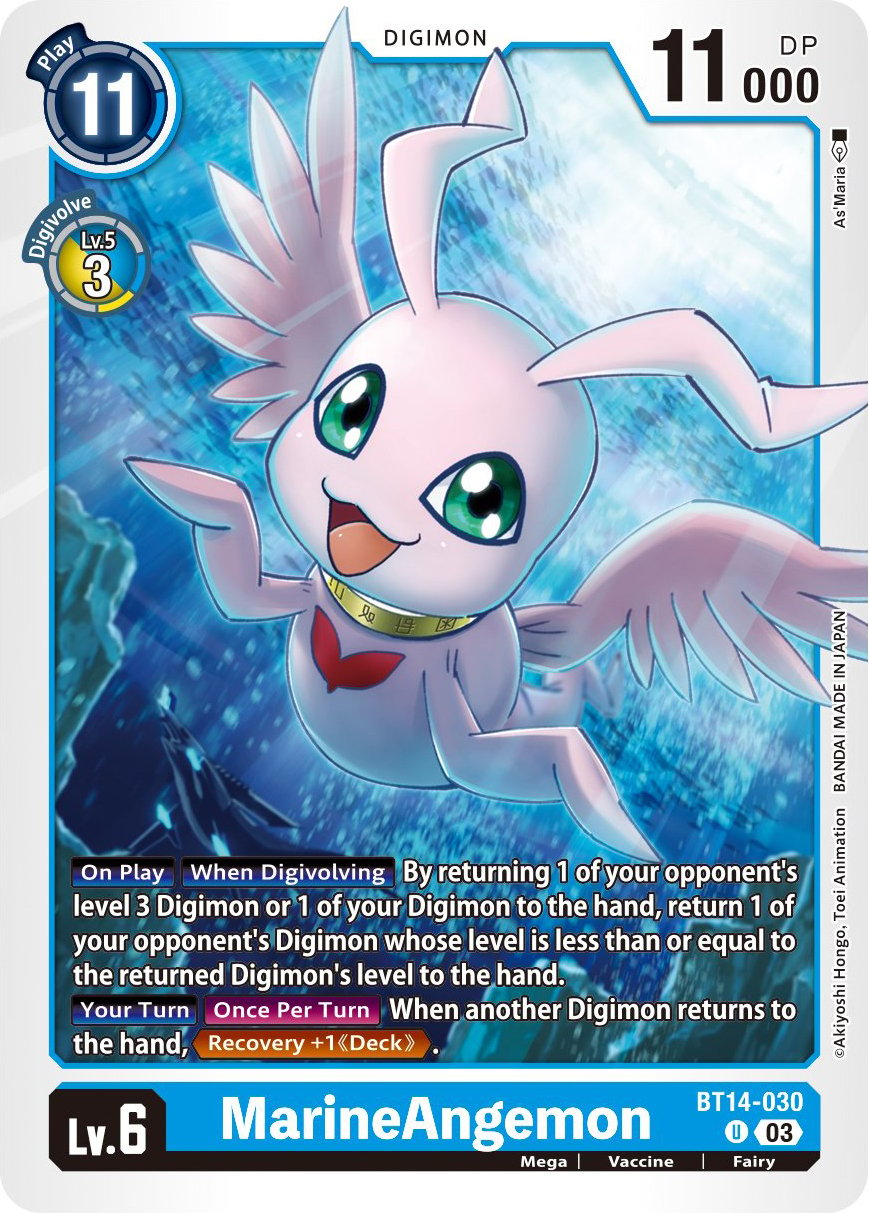 DIGIMON
Play
11
11000
DP
Digivolve
Lv.5
3
As'Maria
BANDAI MADE IN JAPAN
©Akiyoshi Hongo, Toei Animation
On Play When Digivolving By returning 1 of your opponent's
level 3 Digimon or 1 of your Digimon to the hand, return 1 of
your opponent's Digimon whose level is less than or equal to
the returned Digimon's level to the hand.
Your Turn Once Per Turn When another Digimon returns to
the hand, Recovery +1《Deck》.
Lv.6
MarineAngemon
BT14-030
U 03
Mega | Vaccine | Fairy